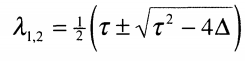 λ₁,₂ = ½(τ ± √(τ² − 4Δ))